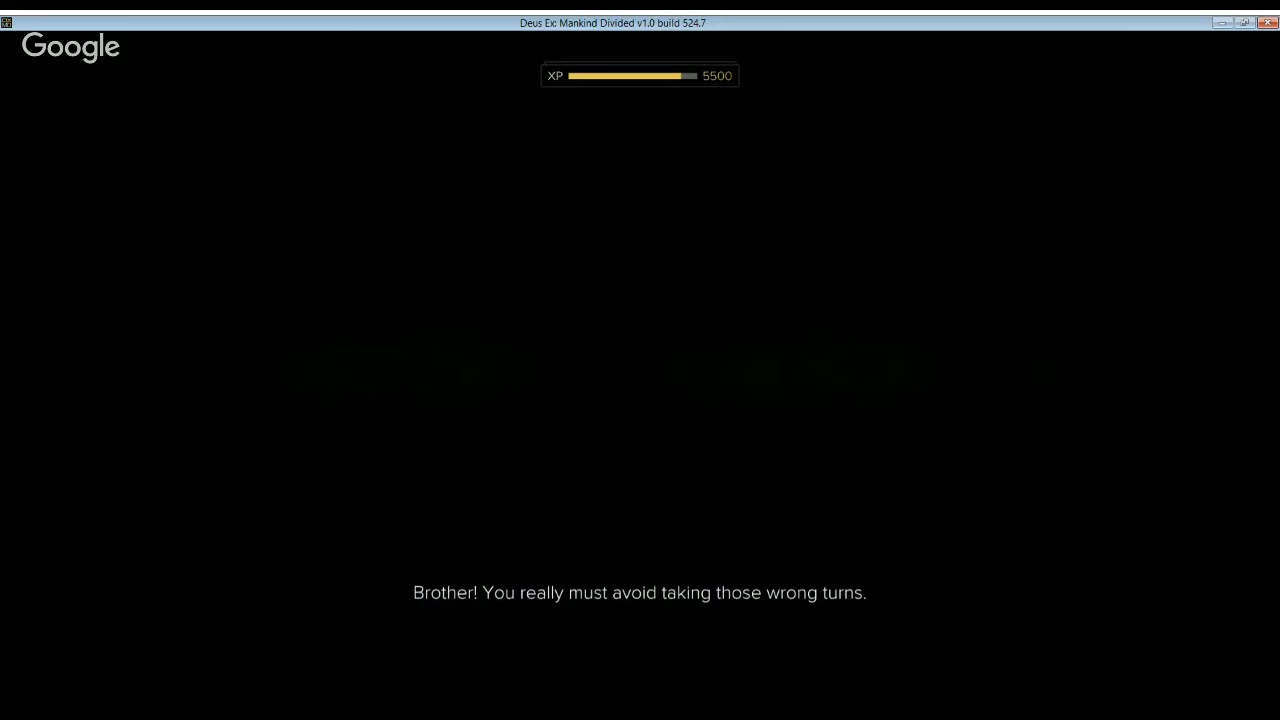 Deus Ex: Mankind Divided v1.0 build 524.7
Google
XP 5500
Brother! You really must avoid taking those wrong turns.